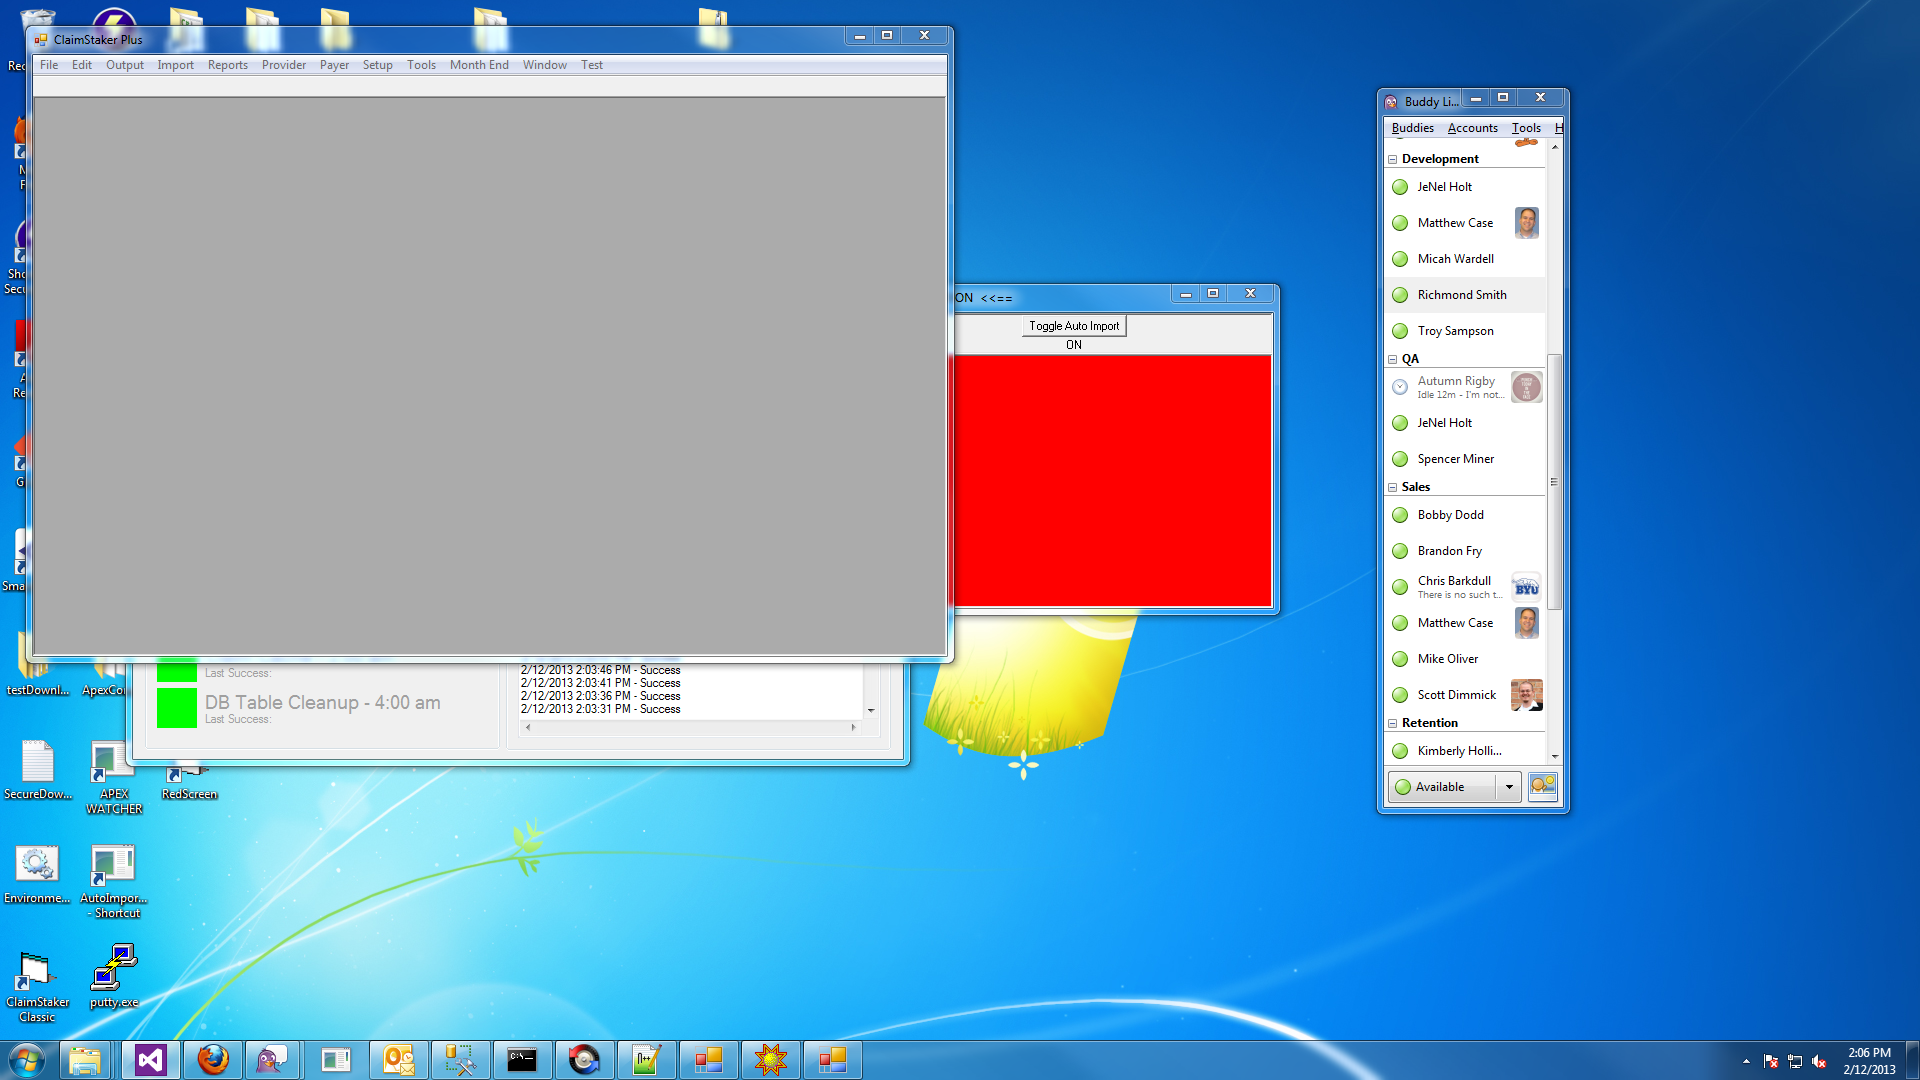 ClaimStaker Plus
File Edit Output Import Reports Provider Payer Setup Tools Month End Window Test
ON <<==
Toggle Auto Import
ON
Last Success:
DB Table Cleanup - 4:00 am
Last Success:
2/12/2013 2:03:46 PM - Success
2/12/2013 2:03:41 PM - Success
2/12/2013 2:03:36 PM - Success
2/12/2013 2:03:31 PM - Success
Buddy Li...
Buddies Accounts Tools H
Development
JeNel Holt
Matthew Case
Micah Wardell
Richmond Smith
Troy Sampson
QA
Autumn Rigby
Idle 12m - I'm not...
JeNel Holt
Spencer Miner
Sales
Bobby Dodd
Brandon Fry
Chris Barkdull
There is no such t...
BYU
Matthew Case
Mike Oliver
Scott Dimmick
Retention
Kimberly Holli...
Available
testDownl...
ApexCo
SecureDow...
APEX
WATCHER
RedScreen
Environme...
AutoImpor...
- Shortcut
ClaimStaker
Classic
putty.exe
C:\
N++
2:06 PM
2/12/2013